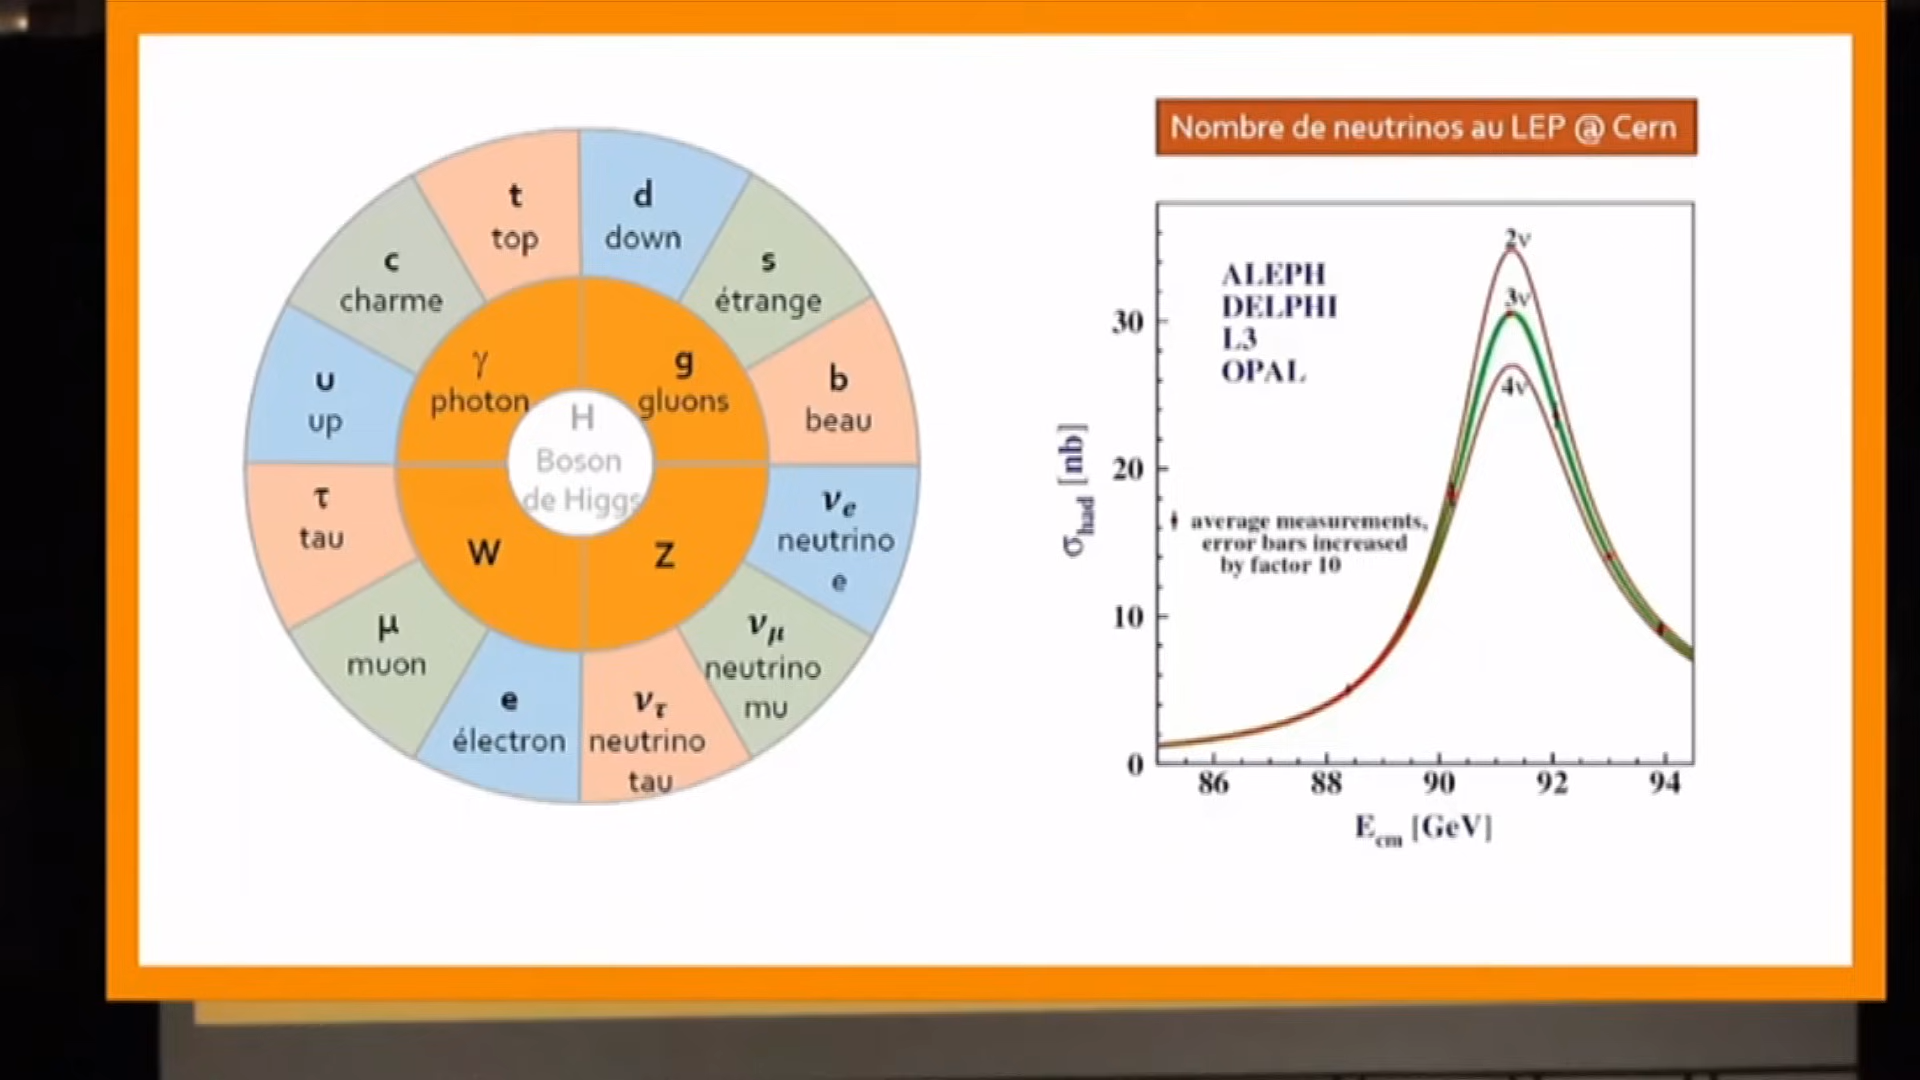 t
top
d
down
s
étrange
b
beau
νe
neutrino
e
νμ
neutrino
mu
ντ
neutrino
tau
e
électron
μ
muon
τ
tau
u
up
c
charme
γ
photon
g
gluons
W
Z
H
Boson
de Higgs
Nombre de neutrinos au LEP @ Cern
ALEPH
DELPHI
L3
OPAL
2ν
3ν
4ν
average measurements,
error bars increased
by factor 10
σhad [nb]
30
20
10
0
86 88 90 92 94
Ecm [GeV]